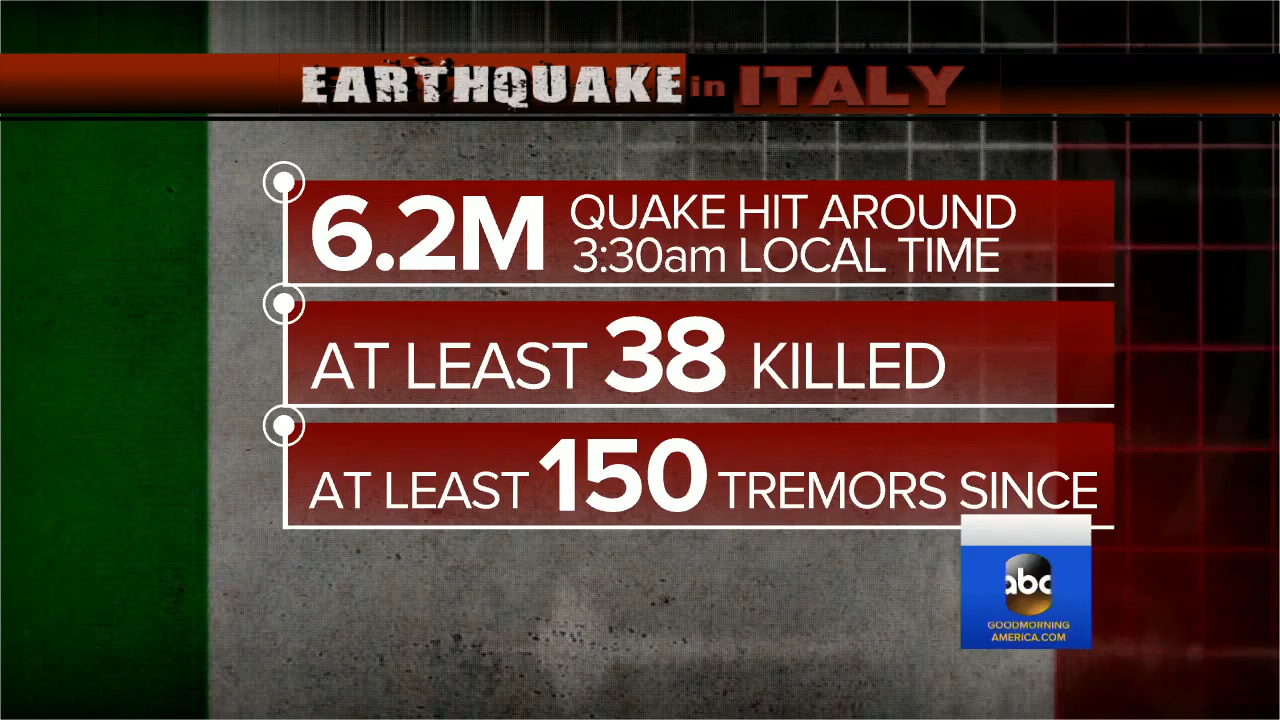 EARTHQUAKE in ITALY
6.2M QUAKE HIT AROUND
3:30am LOCAL TIME
AT LEAST 38 KILLED
AT LEAST 150 TREMORS SINCE
abc
GOODMORNING
AMERICA.COM